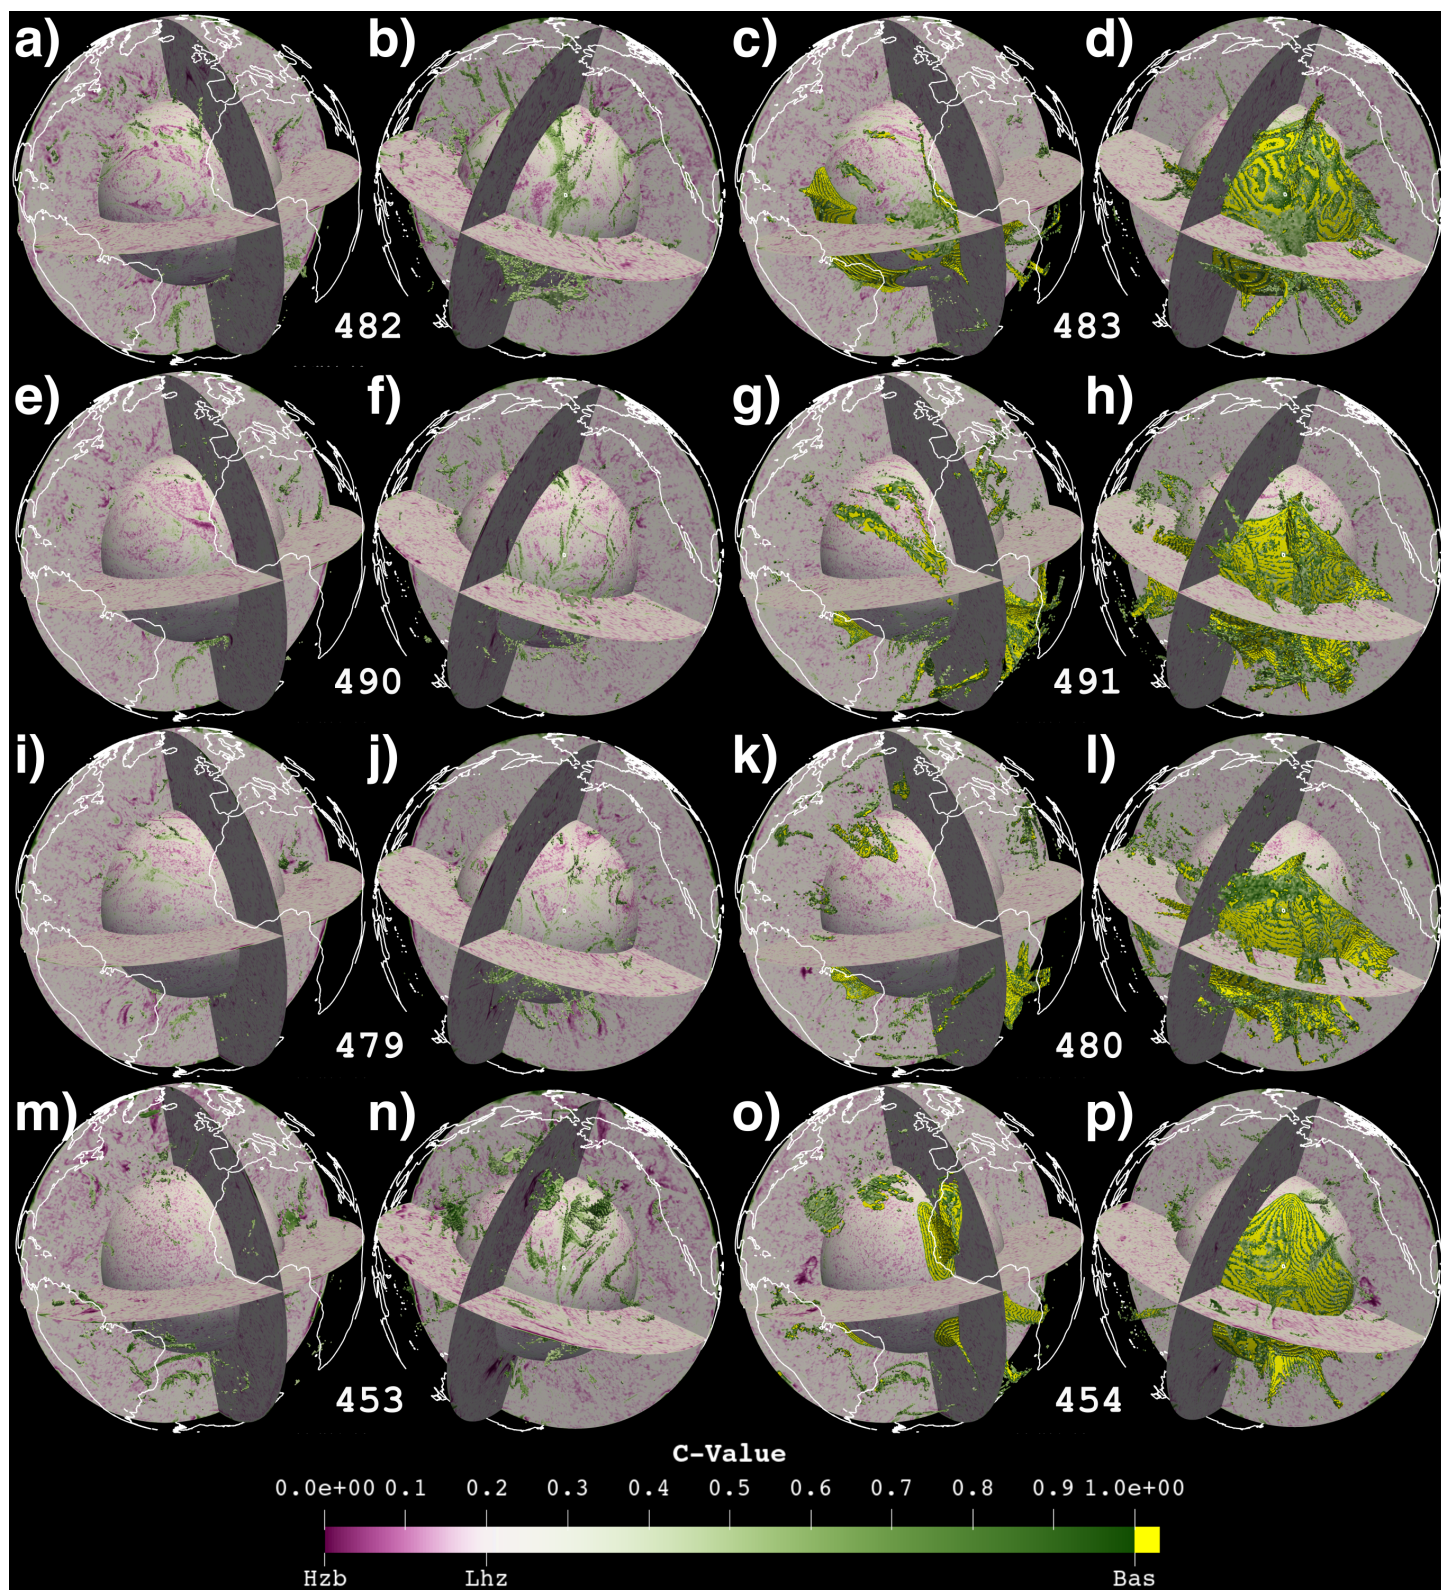 a) b) c) d)
482 483
e) f) g) h)
490 491
i) j) k) l)
479 480
m) n) o) p)
453 454
C-Value
0.0e+00 0.1 0.2 0.3 0.4 0.5 0.6 0.7 0.8 0.9 1.0e+00
Hzb Lhz Bas